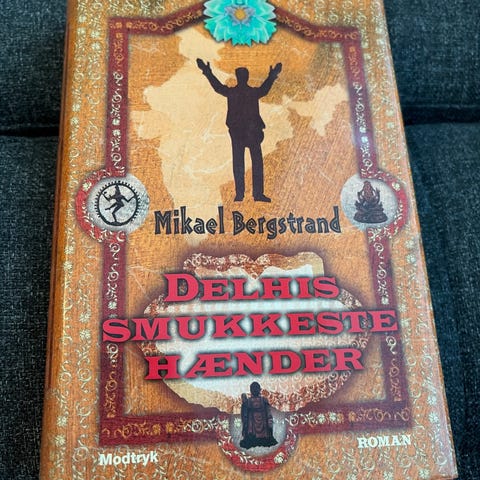 Mikael Bergstrand
DELHIS
SMUKKESTE
HÆNDER
Modtryk
ROMAN